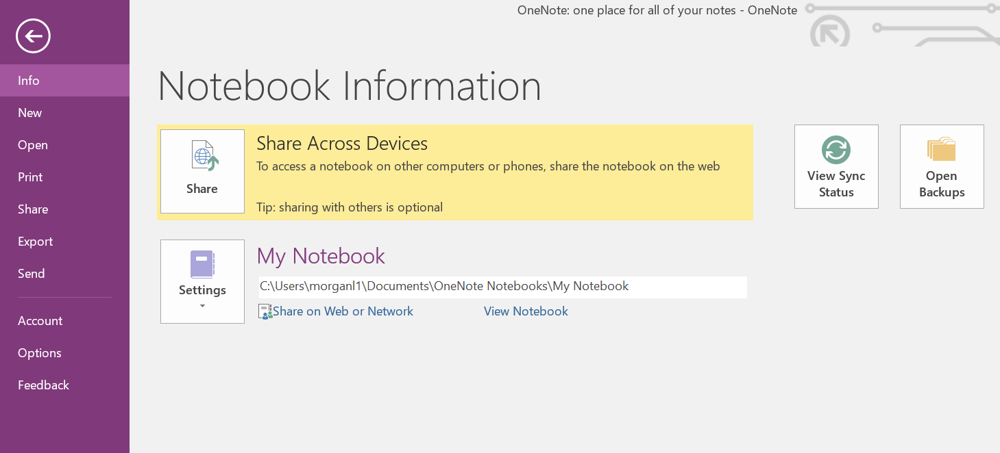 OneNote: one place for all of your notes - OneNote
Info
New
Open
Print
Share
Export
Send
Account
Options
Feedback
Notebook Information
Share
Share Across Devices
To access a notebook on other computers or phones, share the notebook on the web
Tip: sharing with others is optional
View Sync
Status
Open
Backups
Settings
My Notebook
C:\Users\morganl1\Documents\OneNote Notebooks\My Notebook
Share on Web or Network
View Notebook